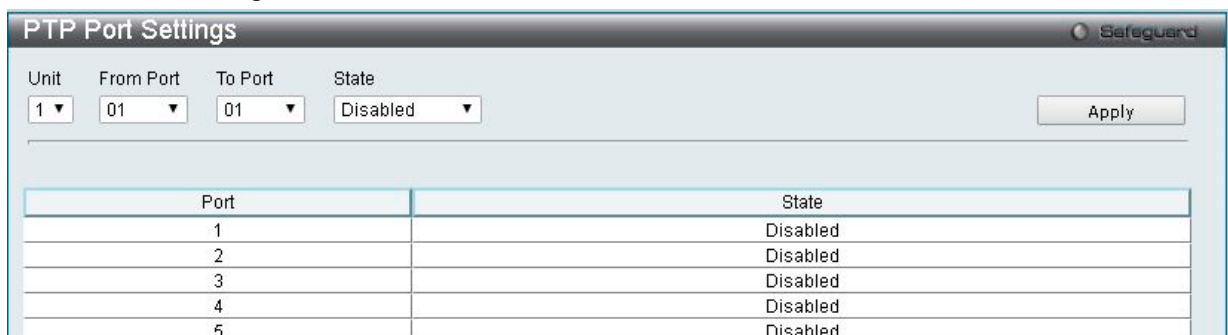 PTP Port Settings
Safeguard
Unit From Port To Port State
1 01 01 Disabled Apply
Port State
1 Disabled
2 Disabled
3 Disabled
4 Disabled
5 Disabled